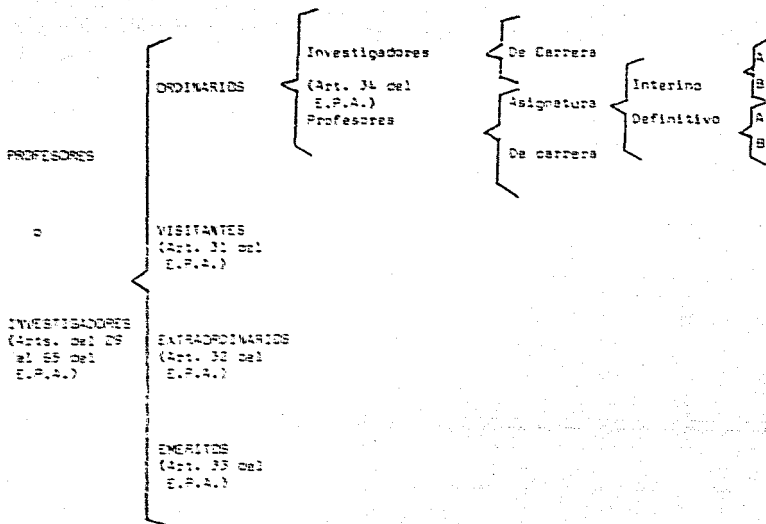 PROFESORES
o
INVESTIGADORES
(Arts. del 29
al 65 del
E.P.A.)
ORDINARIOS
Investigadores
(Art. 34 del
E.P.A.)
Profesores
De Carrera
Asignatura
De carrera
Interino
Definitivo
A
B
A
B
VISITANTES
(Art. 31 del
E.P.A.)
EXTRAORDINARIOS
(Art. 32 del
E.P.A.)
EMERITOS
(Art. 33 del
E.P.A.)